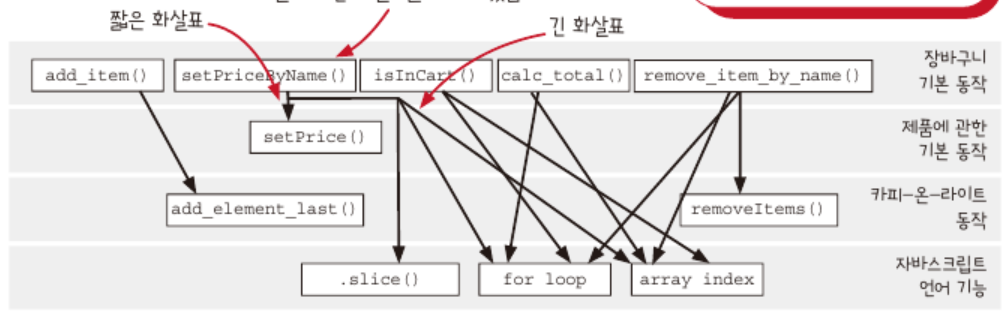 짧은 화살표
긴 화살표
add_item()
setPriceByName()
isInCart()
calc_total()
remove_item_by_name()
장바구니
기본 동작
setPrice()
제품에 관한
기본 동작
add_element_last()
removeItems()
카피-온-라이트
동작
.slice()
for loop
array index
자바스크립트
언어 기능